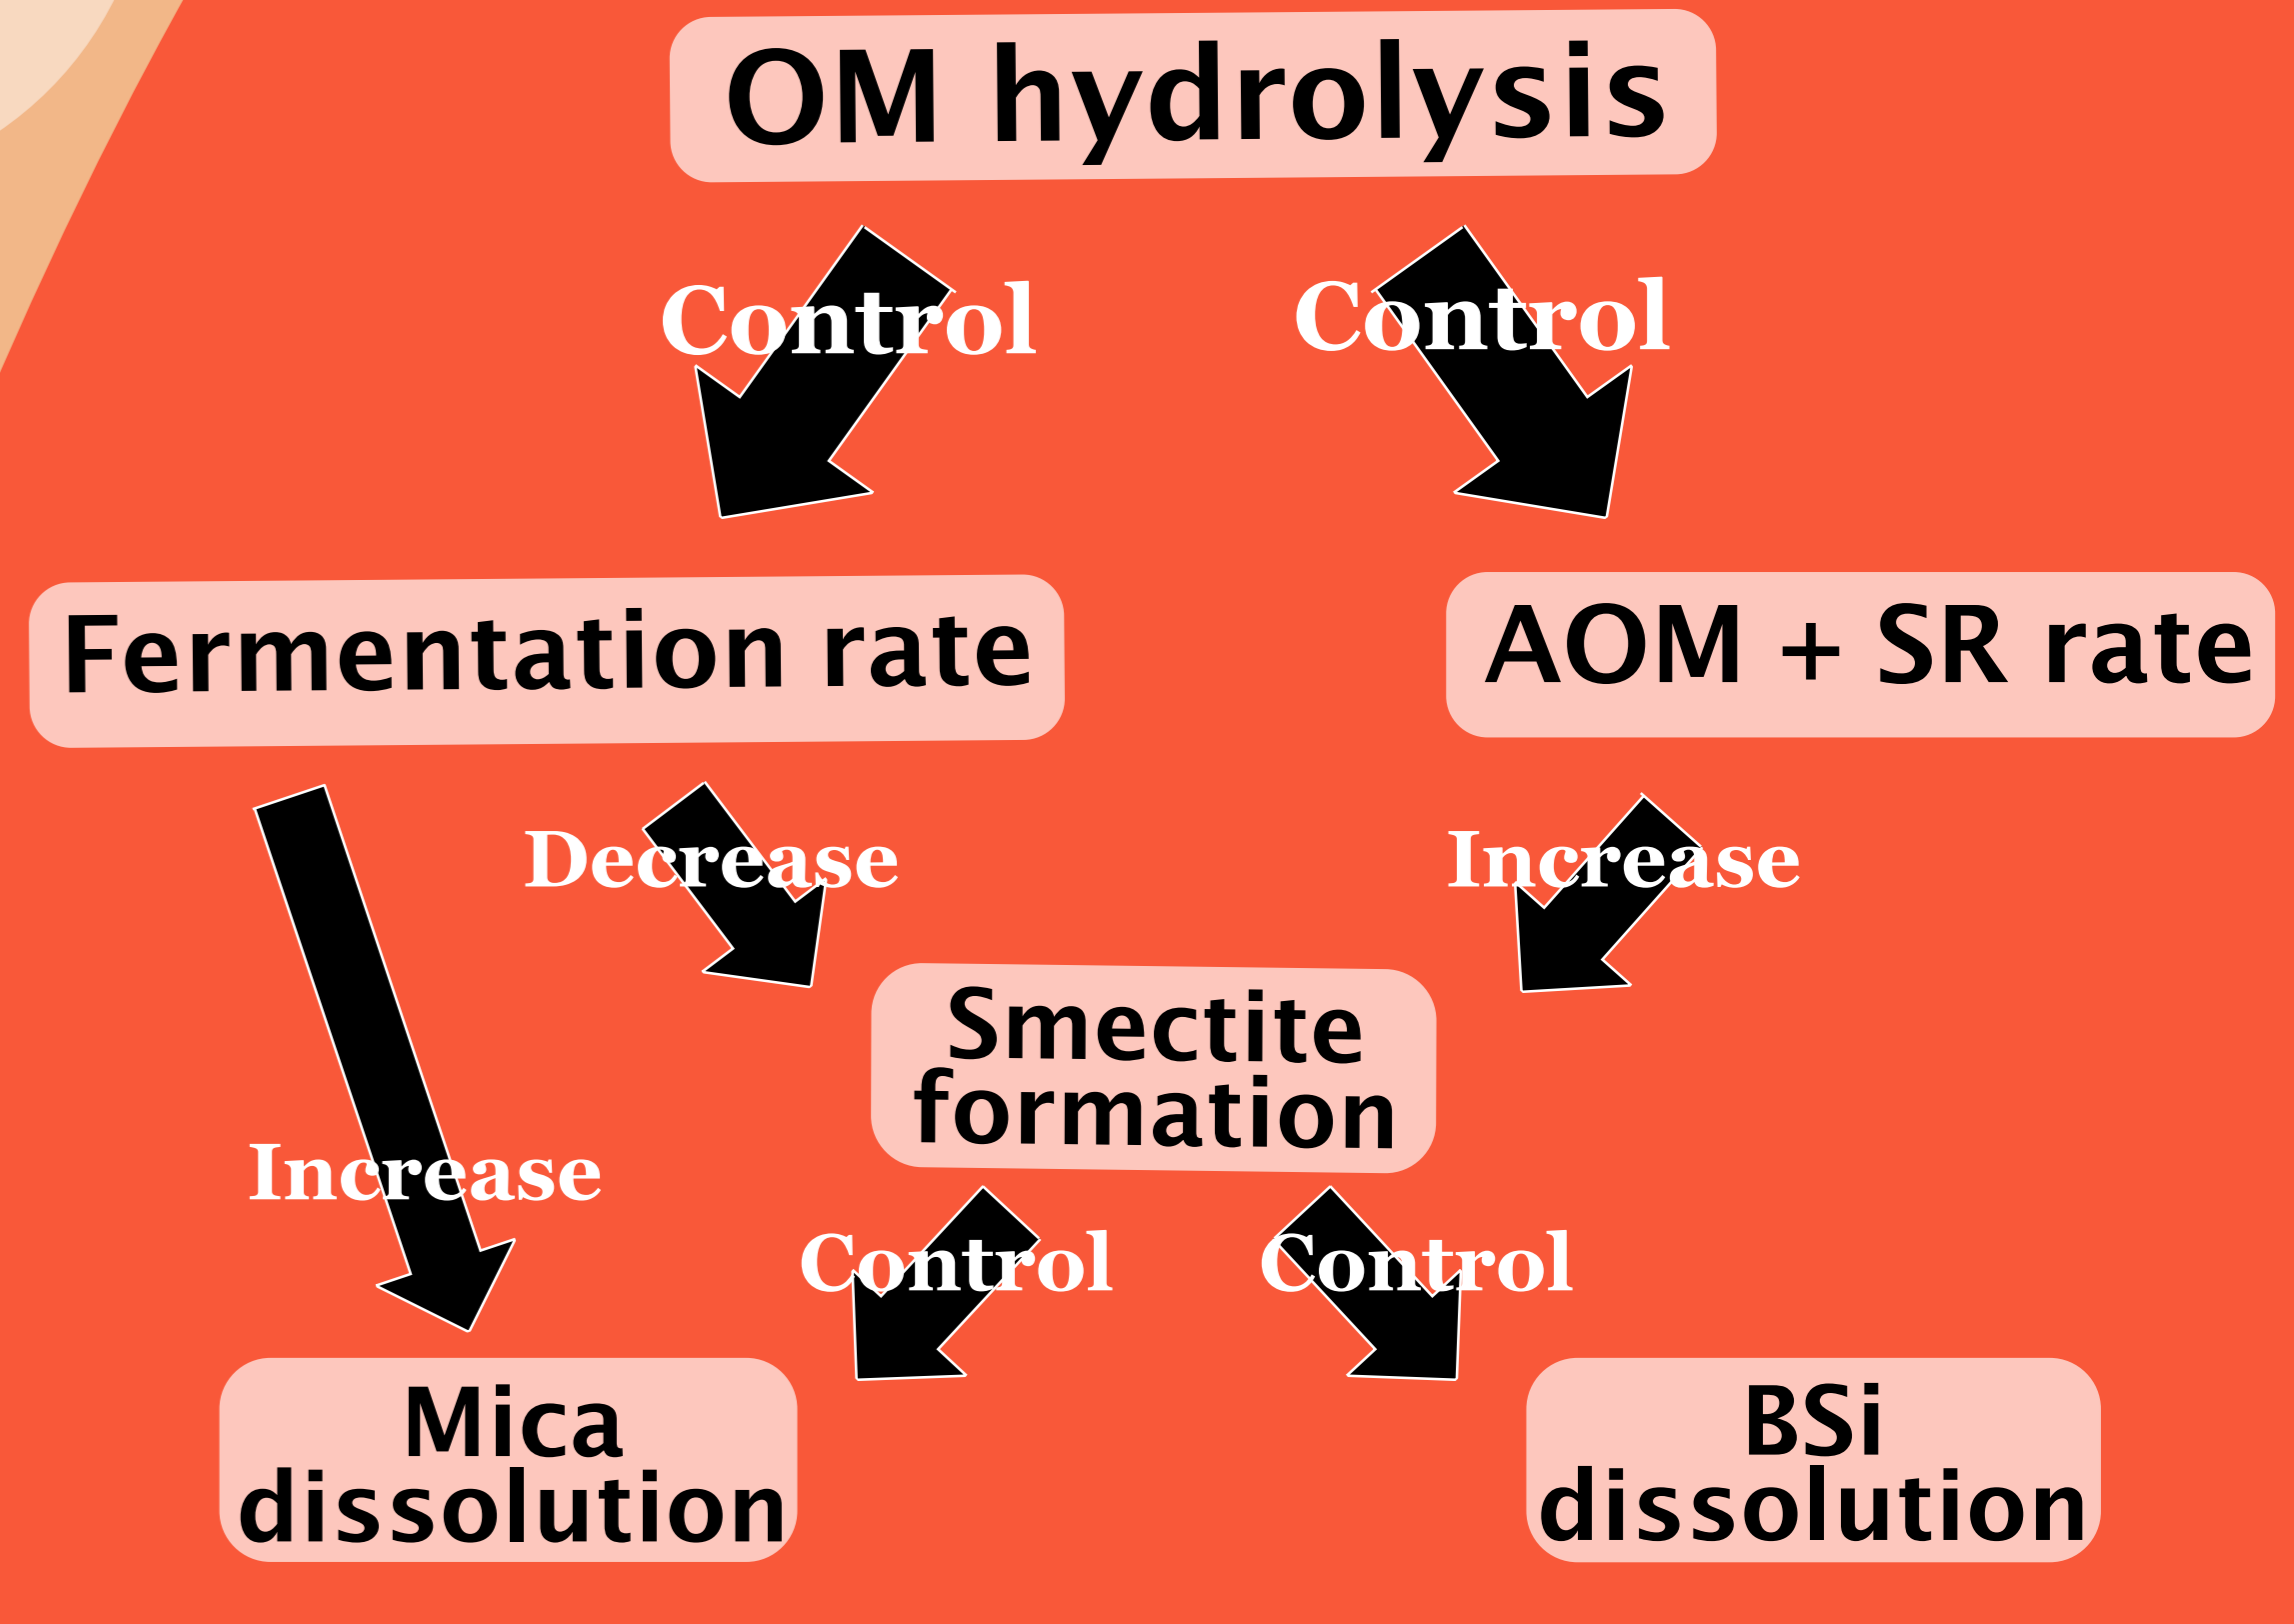 OM hydrolysis
Control
Control
Fermentation rate
AOM + SR rate
Decrease
Increase
Smectite
formation
Increase
Control
Control
Mica
dissolution
BSi
dissolution